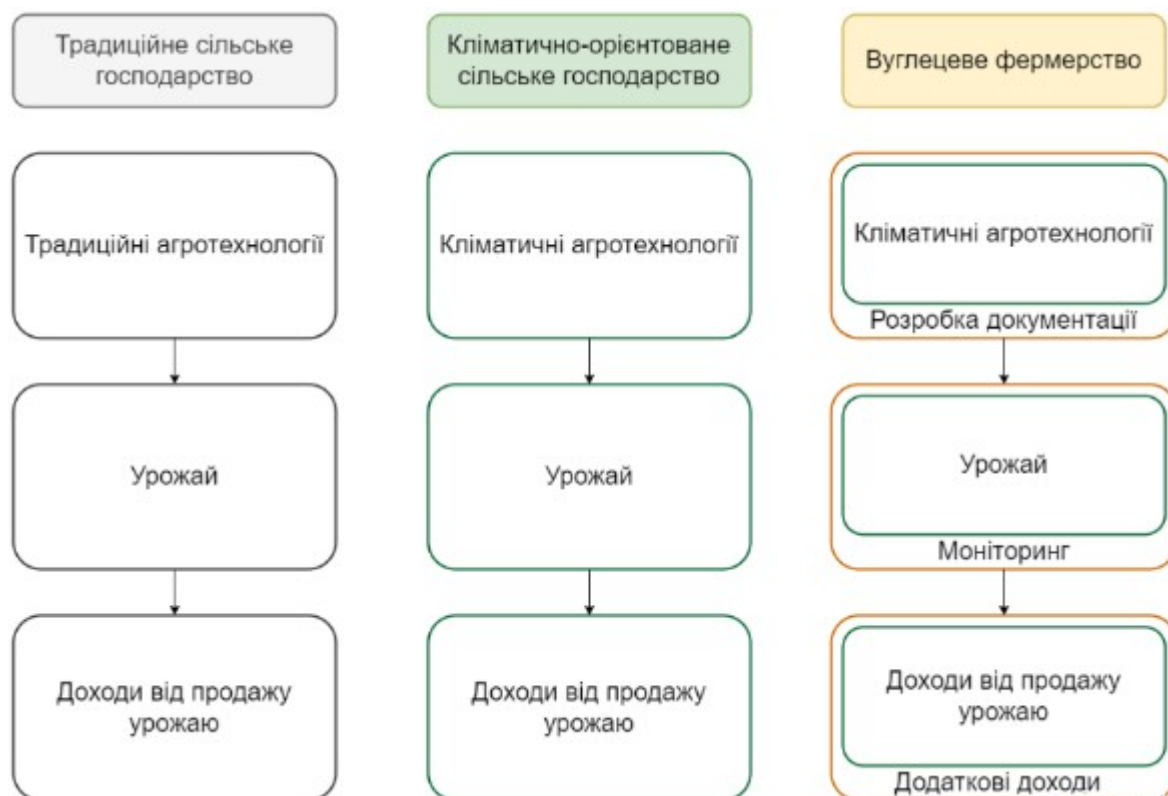 Традиційне сільське
господарство
Кліматично-орієнтоване
сільське господарство
Вуглецеве фермерство
Традиційні агротехнології
Кліматичні агротехнології
Кліматичні агротехнології
Розробка документації
Урожай
Урожай
Урожай
Моніторинг
Доходи від продажу
урожаю
Доходи від продажу
урожаю
Доходи від продажу
урожаю
Додаткові доходи